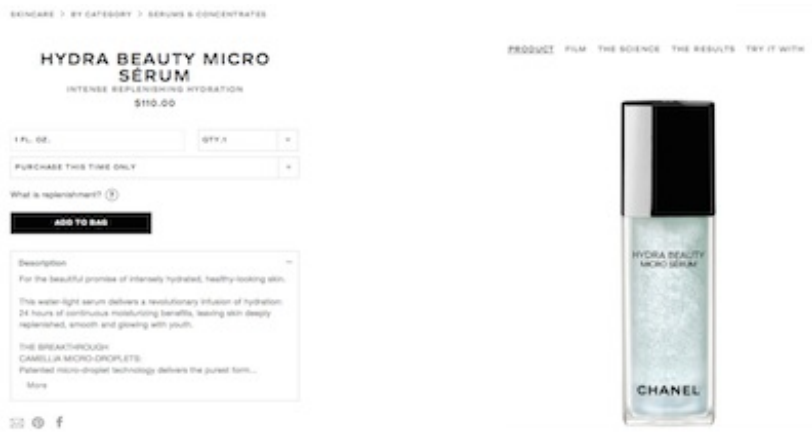 SKINCARE > BY CATEGORY > SERUMS & CONCENTRATES
HYDRA BEAUTY MICRO
SÉRUM
INTENSE REPLENISHING HYDRATION
$110.00
1 FL. OZ.
QTY.1
PURCHASE THIS TIME ONLY
What is replenishment? ?
ADD TO BAG
Description
For the beautiful promise of intensely hydrated, healthy-looking skin.
This water-light serum delivers a revolutionary infusion of hydration:
24 hours of continuous moisturizing benefits, leaving skin deeply
replenished, smooth and glowing with youth.
THE BREAKTHROUGH
CAMELLIA MICRO-DROPLETS:
Patented micro-droplet technology delivers the purest form...
More
PRODUCT FILM THE SCIENCE THE RESULTS TRY IT WITH
HYDRA BEAUTY
MICRO SÉRUM
CHANEL